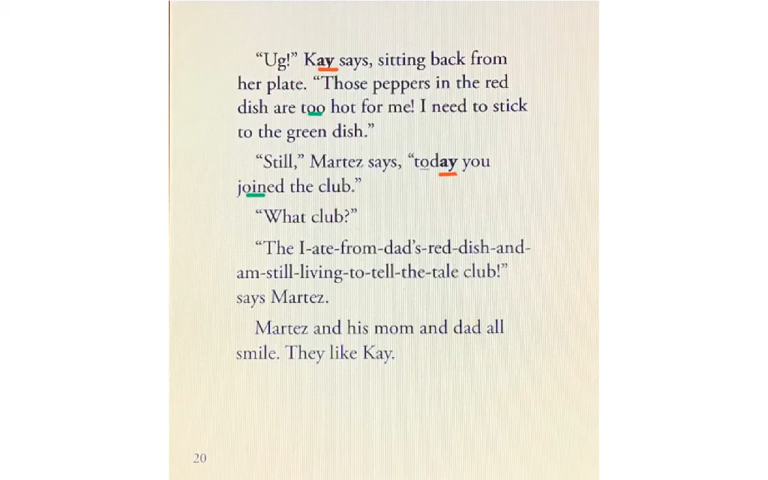 “Ug!” Kay says, sitting back from
her plate. “Those peppers in the red
dish are too hot for me! I need to stick
to the green dish.”
“Still,” Martez says, “today you
joined the club.”
“What club?”
“The I-ate-from-dad’s-red-dish-and-
am-still-living-to-tell-the-tale club!”
says Martez.
Martez and his mom and dad all
smile. They like Kay.
20